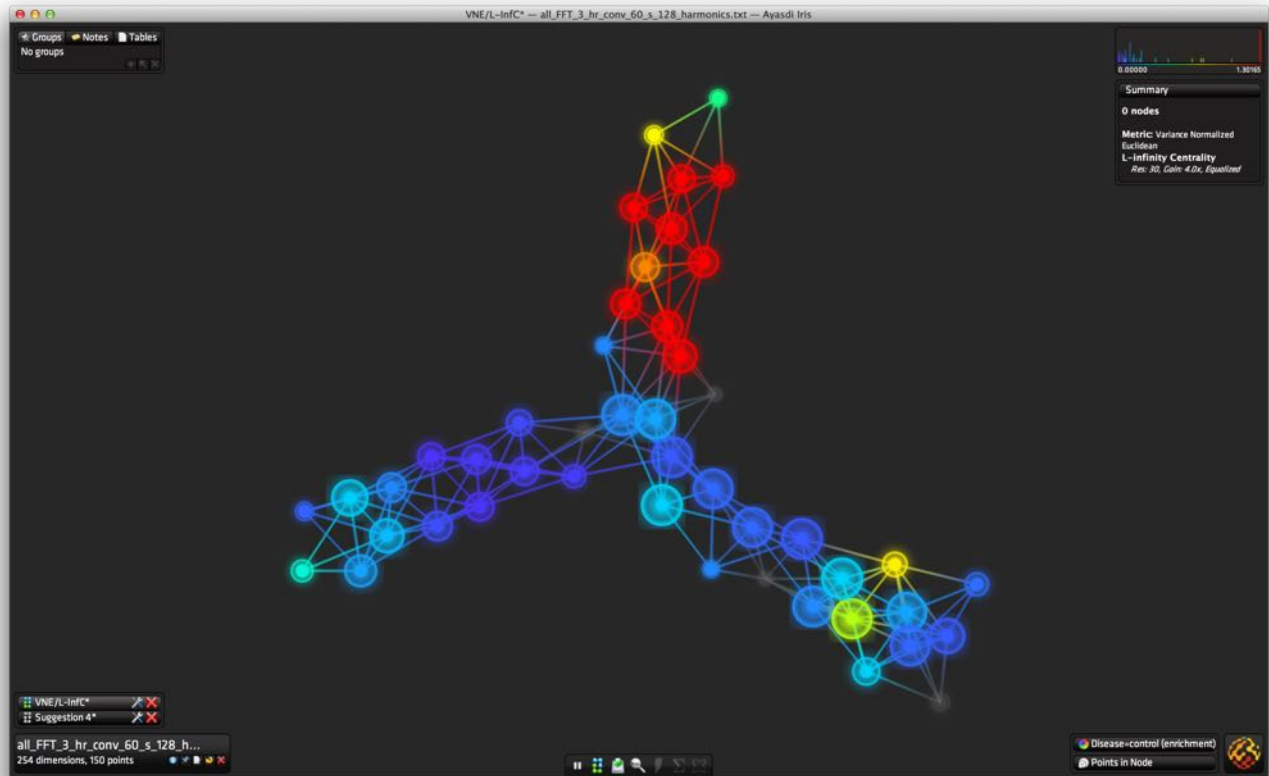 VNE/L-InfC* — all_FFT_3_hr_conv_60_s_128_harmonics.txt — Ayasdi Iris
Groups Notes Tables
No groups
0.00000 1.30165
Summary
0 nodes
Metric: Variance Normalized
Euclidean
L-infinity Centrality
Res: 30, Gain: 4.0x, Equalized
VNE/L-InfC*
Suggestion 4*
all_FFT_3_hr_conv_60_s_128_h...
254 dimensions, 150 points
Disease=control (enrichment)
Points in Node